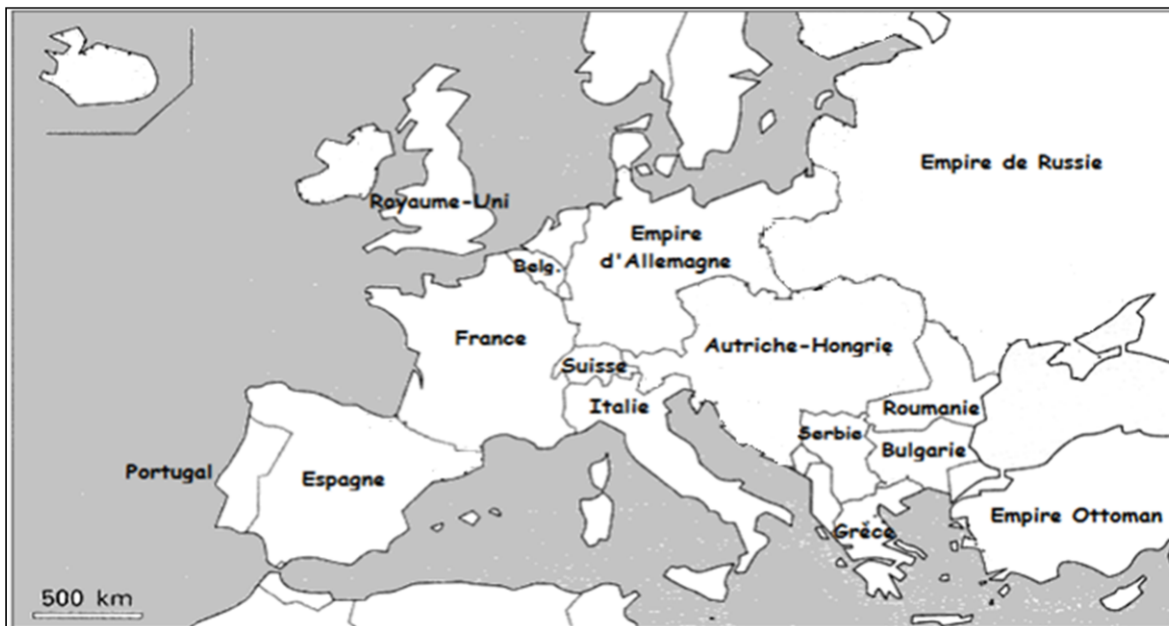 Empire de Russie
Royaume-Uni
Empire
d'Allemagne
Belg.
France
Autriche-Hongrie
Suisse
Italie
Roumanie
Serbie
Bulgarie
Portugal
Espagne
Empire Ottoman
Grèce
500 km